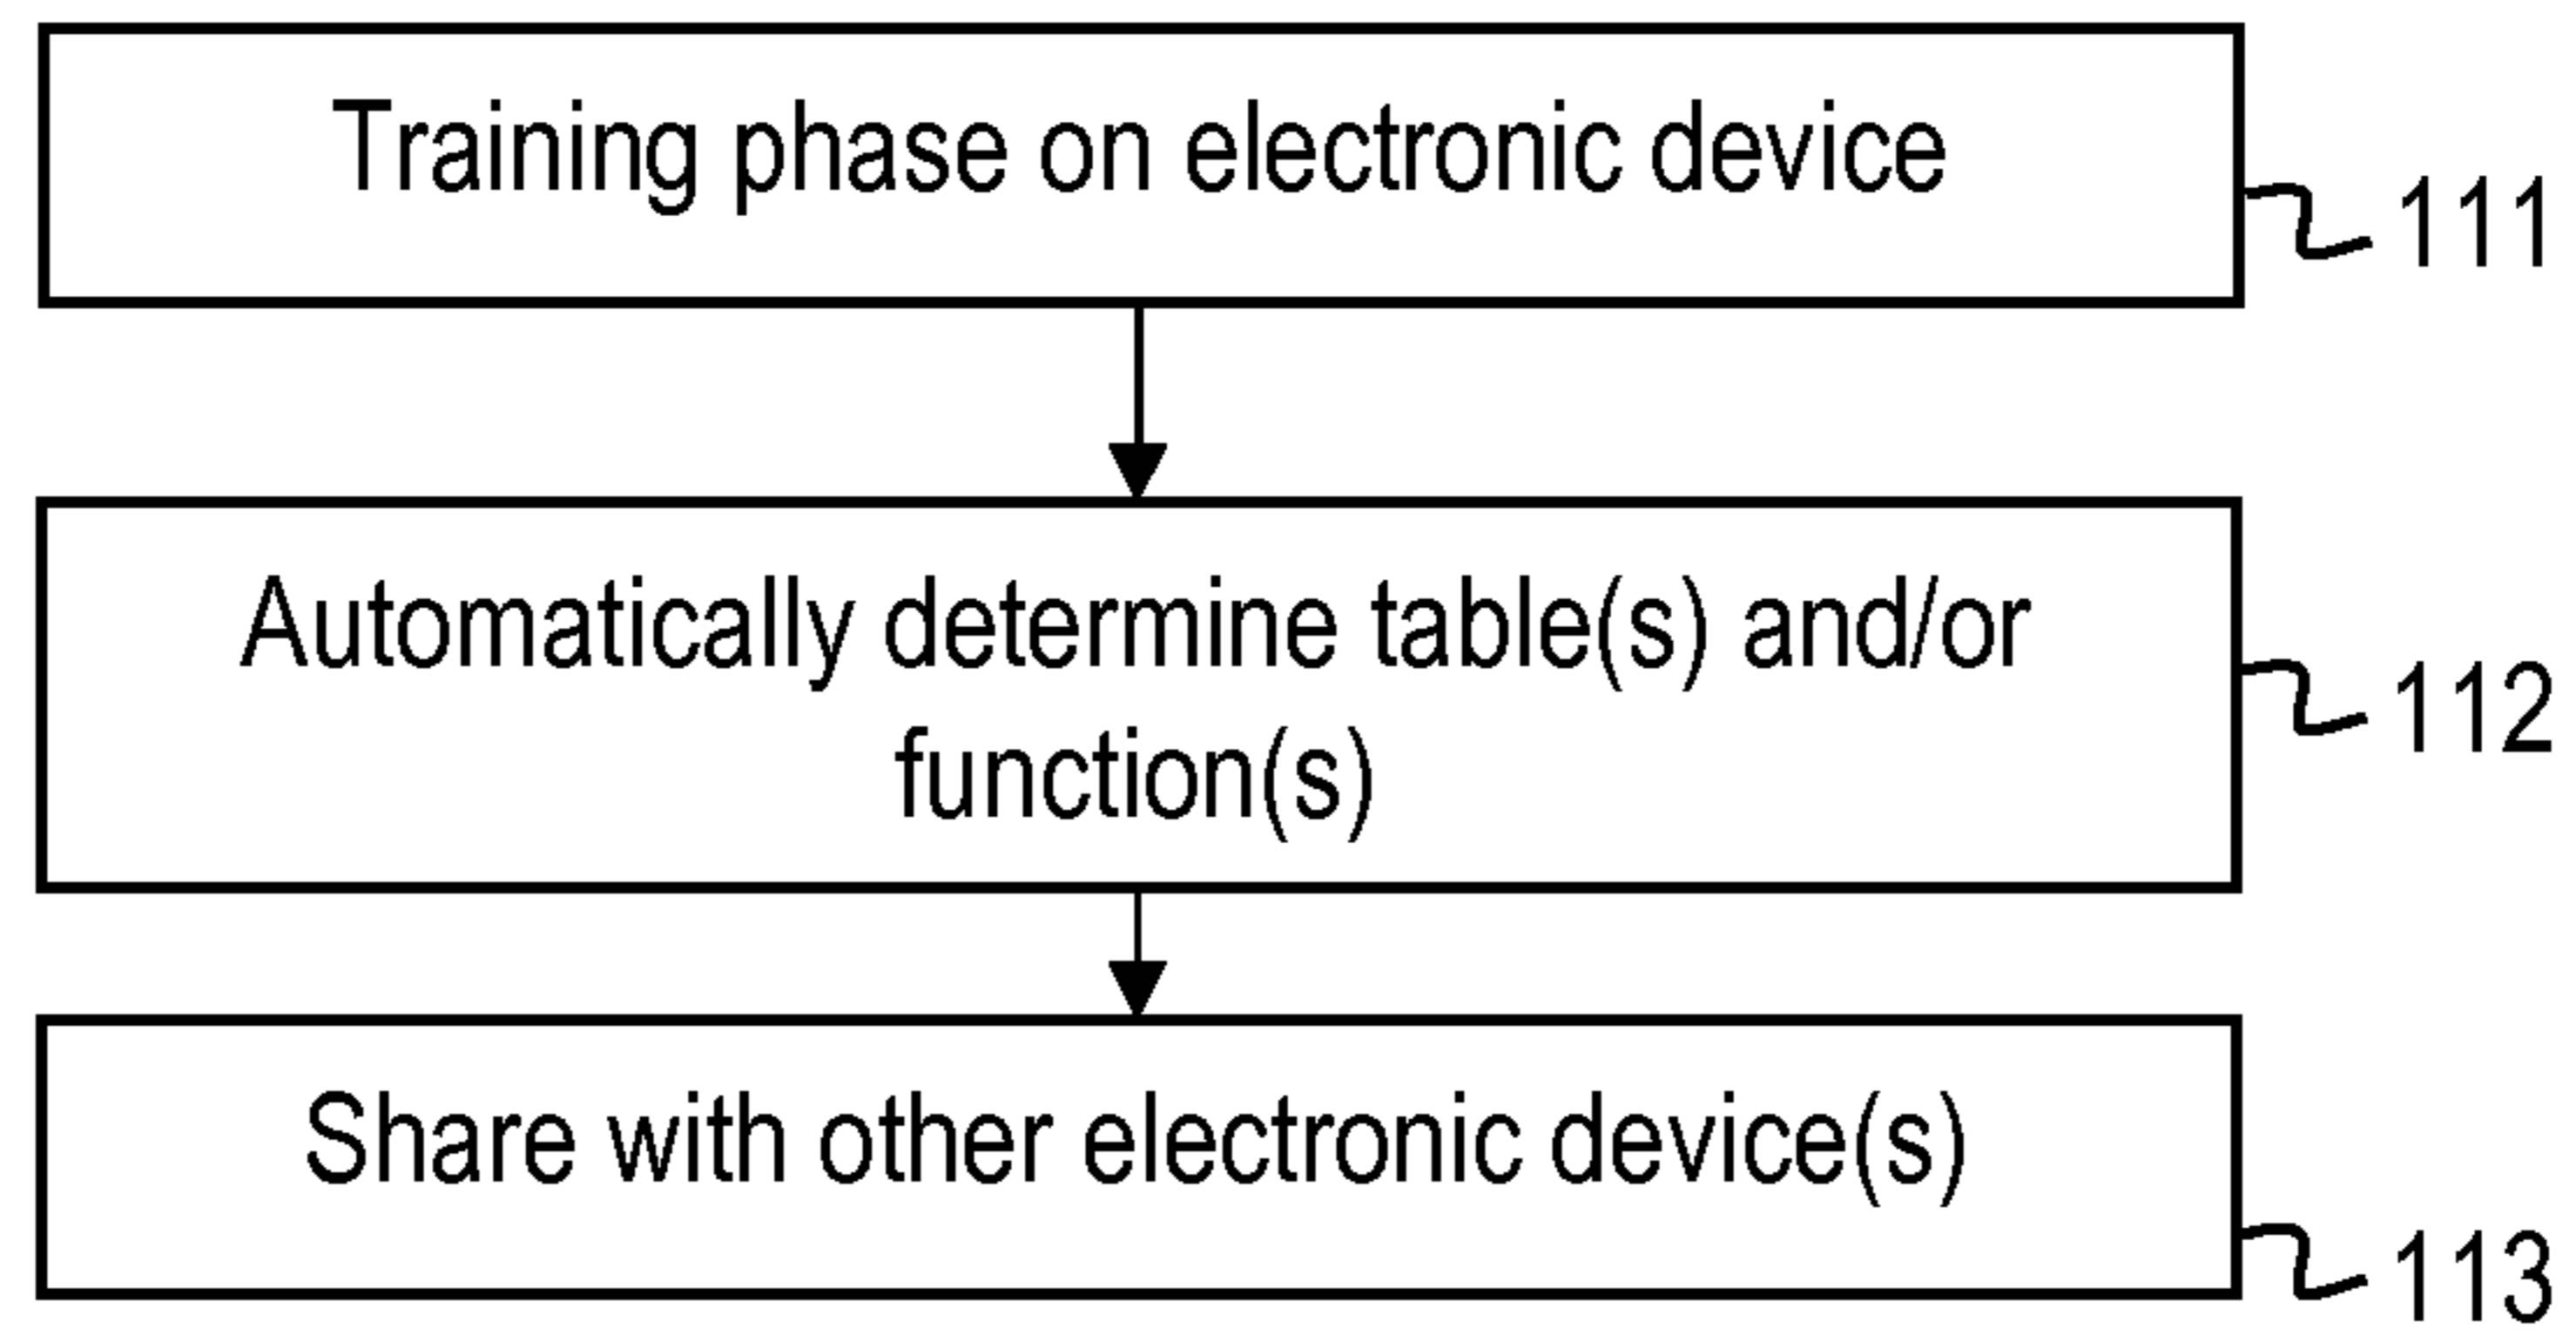 Training phase on electronic device
111
Automatically determine table(s) and/or
function(s)
112
Share with other electronic device(s)
113